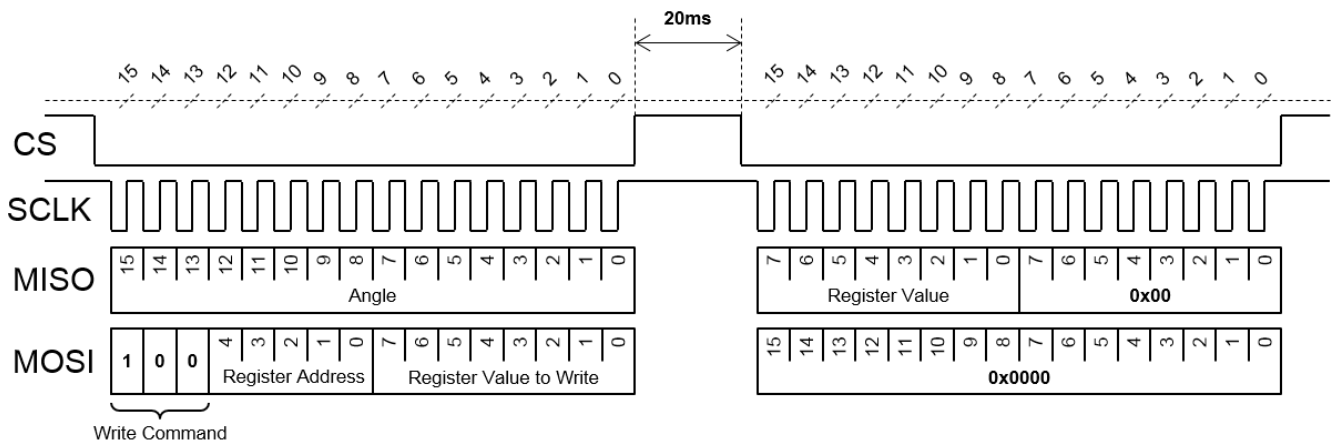 20ms
15 14 13 12 11 10 9 8 7 6 5 4 3 2 1 0 15 14 13 12 11 10 9 8 7 6 5 4 3 2 1 0
CS
SCLK
MISO 15 14 13 12 11 10 9 8 7 6 5 4 3 2 1 0 7 6 5 4 3 2 1 0 7 6 5 4 3 2 1 0
Angle Register Value 0x00
MOSI 1 0 0 4 3 2 1 0 7 6 5 4 3 2 1 0 15 14 13 12 11 10 9 8 7 6 5 4 3 2 1 0
Register Address Register Value to Write 0x0000
Write Command